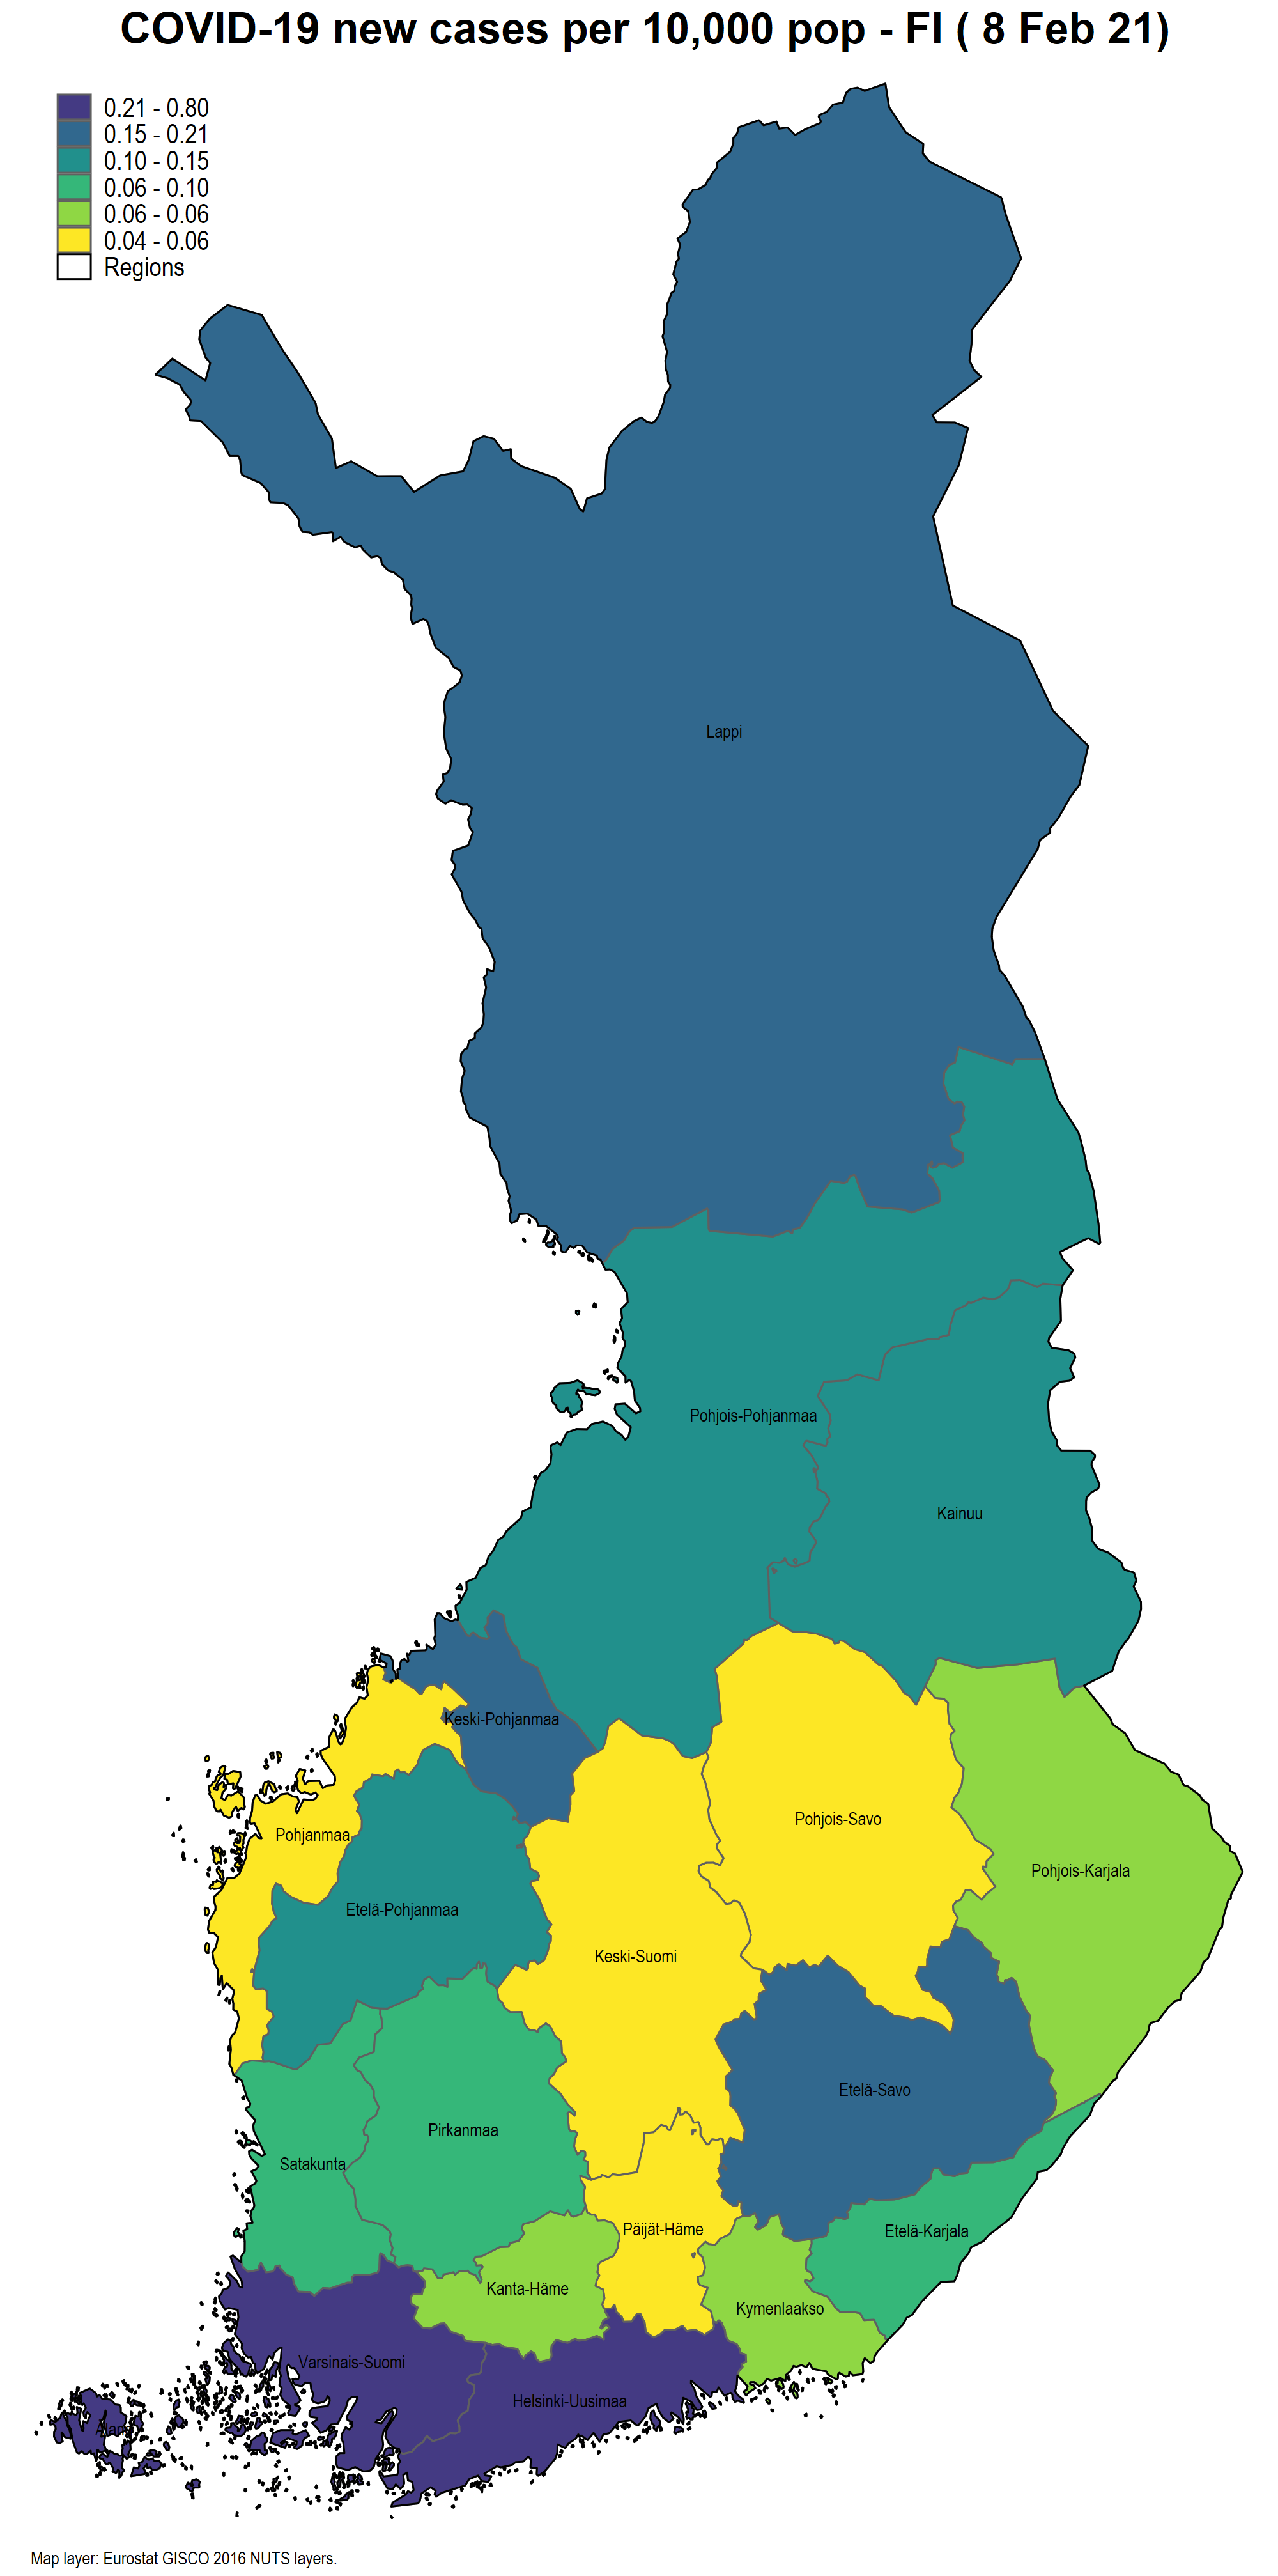 COVID-19 new cases per 10,000 pop - FI ( 8 Feb 21)
0.21 - 0.80
0.15 - 0.21
0.10 - 0.15
0.06 - 0.10
0.06 - 0.06
0.04 - 0.06
Regions
Lappi
Pohjois-Pohjanmaa
Kainuu
Keski-Pohjanmaa
Pohjois-Savo
Pohjanmaa
Pohjois-Karjala
Etelä-Pohjanmaa
Keski-Suomi
Etelä-Savo
Pirkanmaa
Satakunta
Päijät-Häme
Etelä-Karjala
Kanta-Häme
Kymenlaakso
Varsinais-Suomi
Helsinki-Uusimaa
Åland
Map layer: Eurostat GISCO 2016 NUTS layers.